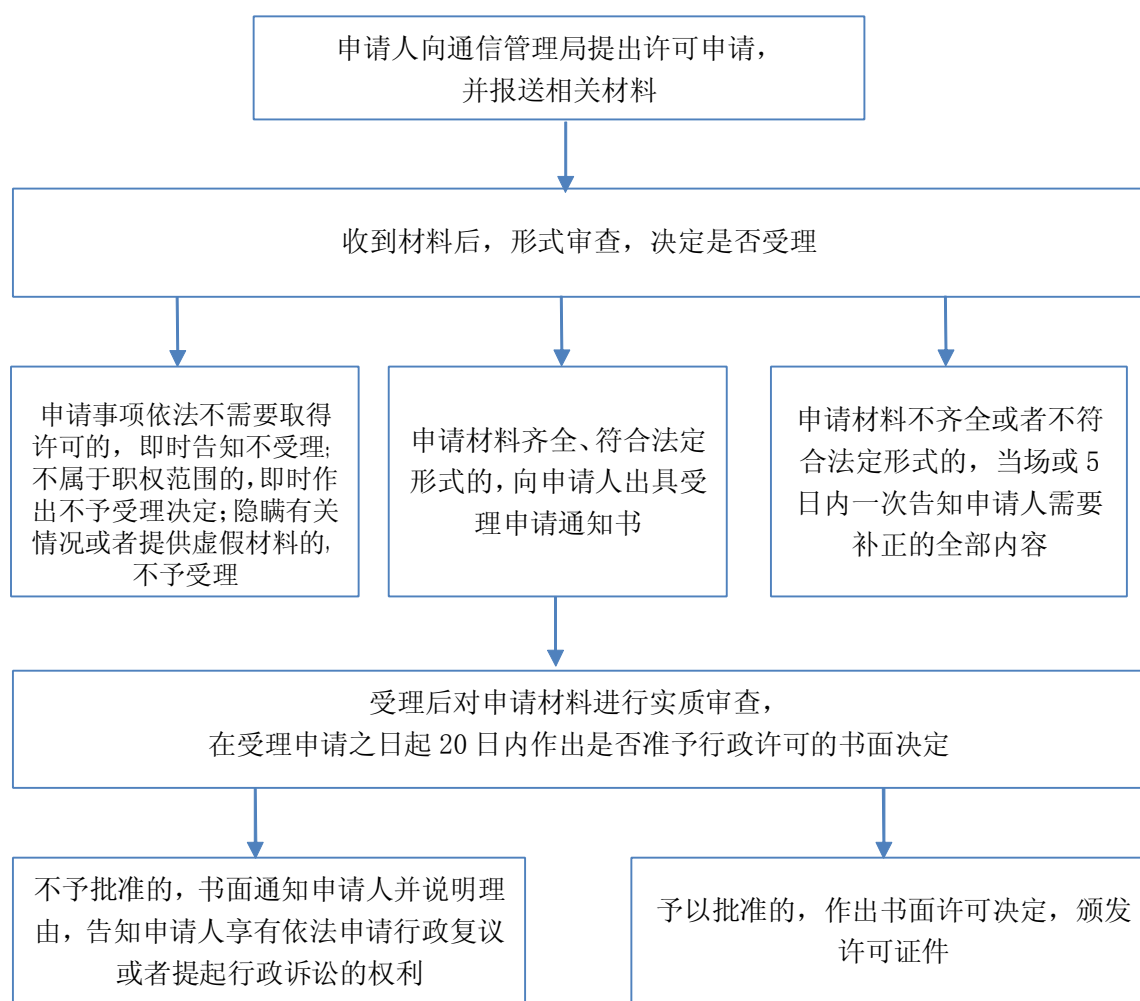 申请人向通信管理局提出许可申请，
并报送相关材料
收到材料后，形式审查，决定是否受理
申请事项依法不需要取得
许可的，即时告知不受理；
不属于职权范围的，即时作
出不予受理决定；隐瞒有关
情况或者提供虚假材料的，
不予受理
申请材料齐全、符合法定
形式的，向申请人出具受
理申请通知书
申请材料不齐全或者不符
合法定形式的，当场或 5
日内一次告知申请人需要
补正的全部内容
受理后对申请材料进行实质审查，
在受理申请之日起 20 日内作出是否准予行政许可的书面决定
不予批准的，书面通知申请人并说明理
由，告知申请人享有依法申请行政复议
或者提起行政诉讼的权利
予以批准的，作出书面许可决定，颁发
许可证件